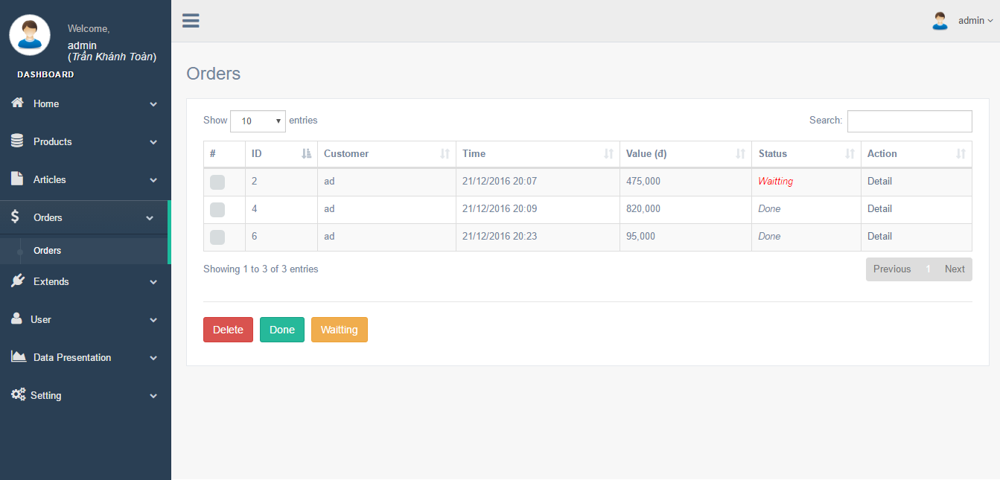 Welcome,
admin
(Trần Khánh Toàn)
DASHBOARD
Home
Products
Articles
Orders
Orders
Extends
User
Data Presentation
Setting
admin
Orders
Show 10 entries
Search:
# ID Customer Time Value (đ) Status Action
2 ad 21/12/2016 20:07 475,000 Waitting Detail
4 ad 21/12/2016 20:09 820,000 Done Detail
6 ad 21/12/2016 20:23 95,000 Done Detail
Showing 1 to 3 of 3 entries
Previous 1 Next
Delete Done Waitting